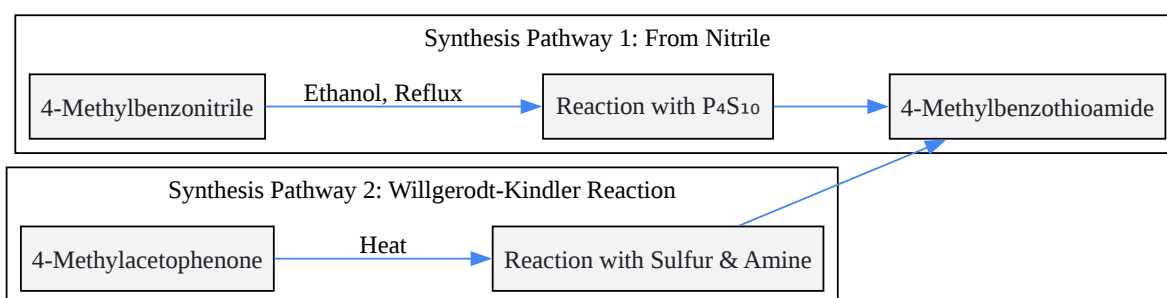 Synthesis Pathway 1: From Nitrile
4-Methylbenzonitrile
Ethanol, Reflux
Reaction with P₄S₁₀
4-Methylbenzothioamide
Synthesis Pathway 2: Willgerodt-Kindler Reaction
4-Methylacetophenone
Heat
Reaction with Sulfur & Amine